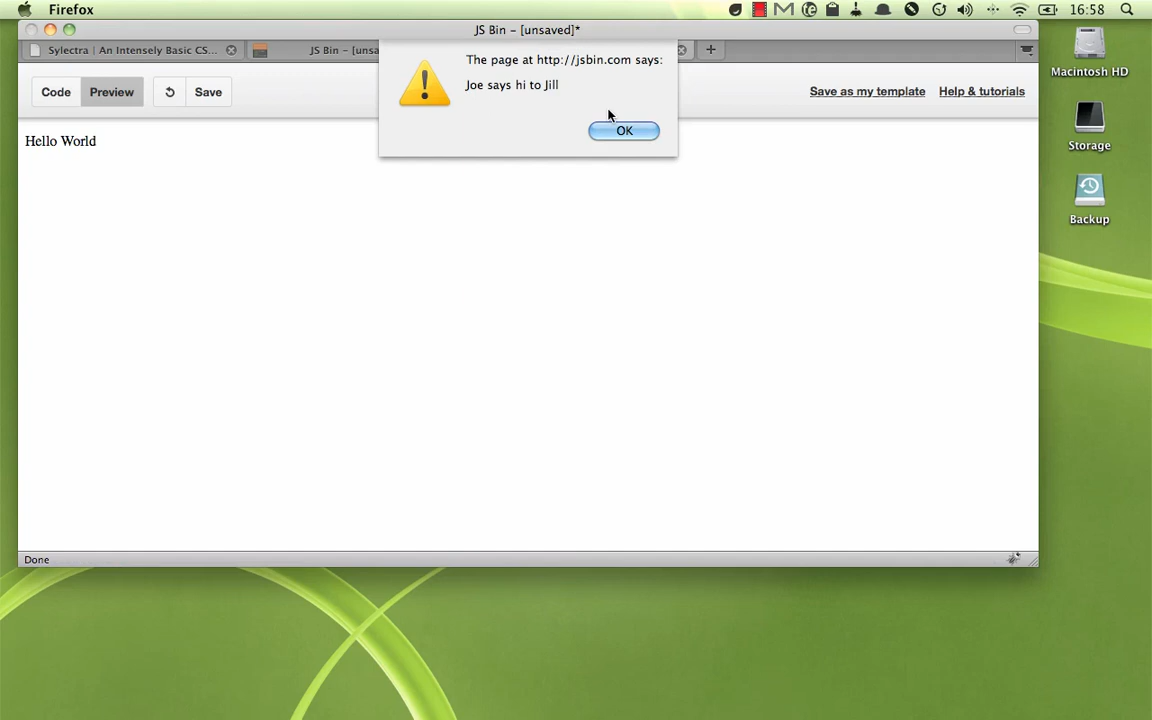 Firefox
16:58
JS Bin – [unsaved]*
Sylectra | An Intensely Basic CS...
JS Bin – [unsa
The page at http://jsbin.com says:
Joe says hi to Jill
OK
Code
Preview
Save
Save as my template
Help & tutorials
Hello World
Done
Macintosh HD
Storage
Backup